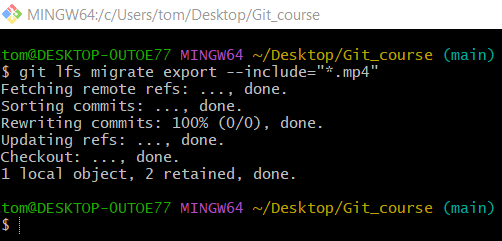 MINGW64:/c/Users/tom/Desktop/Git_course
tom@DESKTOP-OUTOE77 MINGW64 ~/Desktop/Git_course (main)
$ git lfs migrate export --include="*.mp4"
Fetching remote refs: ..., done.
Sorting commits: ..., done.
Rewriting commits: 100% (0/0), done.
Updating refs: ..., done.
Checkout: ..., done.
1 local object, 2 retained, done.
tom@DESKTOP-OUTOE77 MINGW64 ~/Desktop/Git_course (main)
$